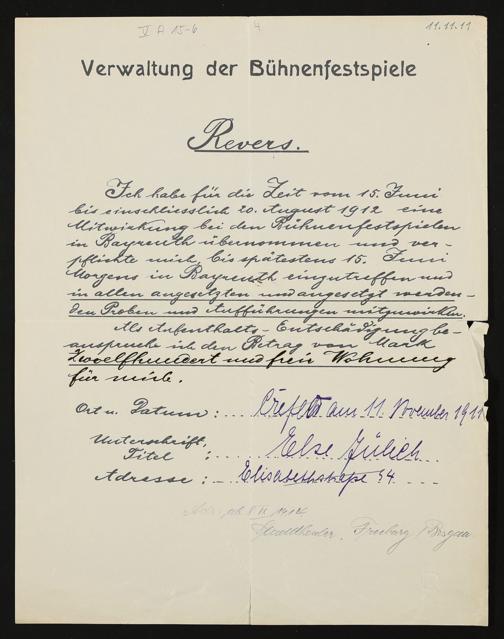 V A 15-6
4
11.11.11
Verwaltung der Bühnenfestspiele
Revers.
Ich habe für die Zeit vom 15. Juni
bis einschliesslich 20. August 1912 eine
Mitwirkung bei den Bühnenfestspielen
in Bayreuth übernommen und ver-
pflichte mich bis spätestens 15. Juni
Morgens in Bayreuth einzutreffen und
in allen angesetzten und angesetzt werden-
den Proben und Aufführungen mitzuwirken.
Als Aufenthalts-Entschädigung be-
anspruche ich den Betrag von Mark
Zwoelfhundert und freie Wohnung
für mich.
Ort u. Datum: Crefeld am 11. November 1911
Unterschrift,
Titel : Else Jülich
Adresse: Elisabethstraße 54
Stadttheater, Freiburg / Brsgau